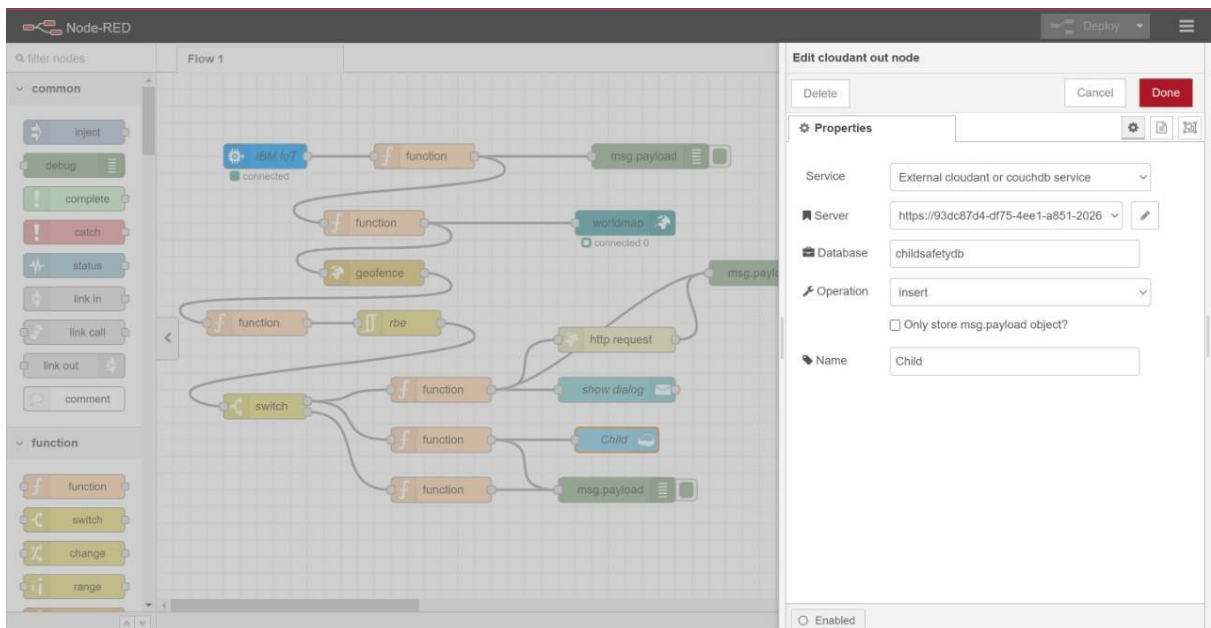 Node-RED
Deploy
filter nodes
Flow 1
Edit cloudant out node
common
Delete
Cancel
Done
inject
Properties
debug
IBM IoT
function
msg.payload
connected
complete
Service
External cloudant or couchdb service
catch
function
worldmap
Server
https://93dc87d4-df75-4ee1-a851-2026
connected 0
status
geofence
Database
childsafetydb
link in
Operation
insert
link call
function
rbe
http request
Only store msg.payload object?
link out
Name
Child
comment
switch
function
show dialog
function
function
Child
function
function
msg.payload
switch
change
range
Enabled